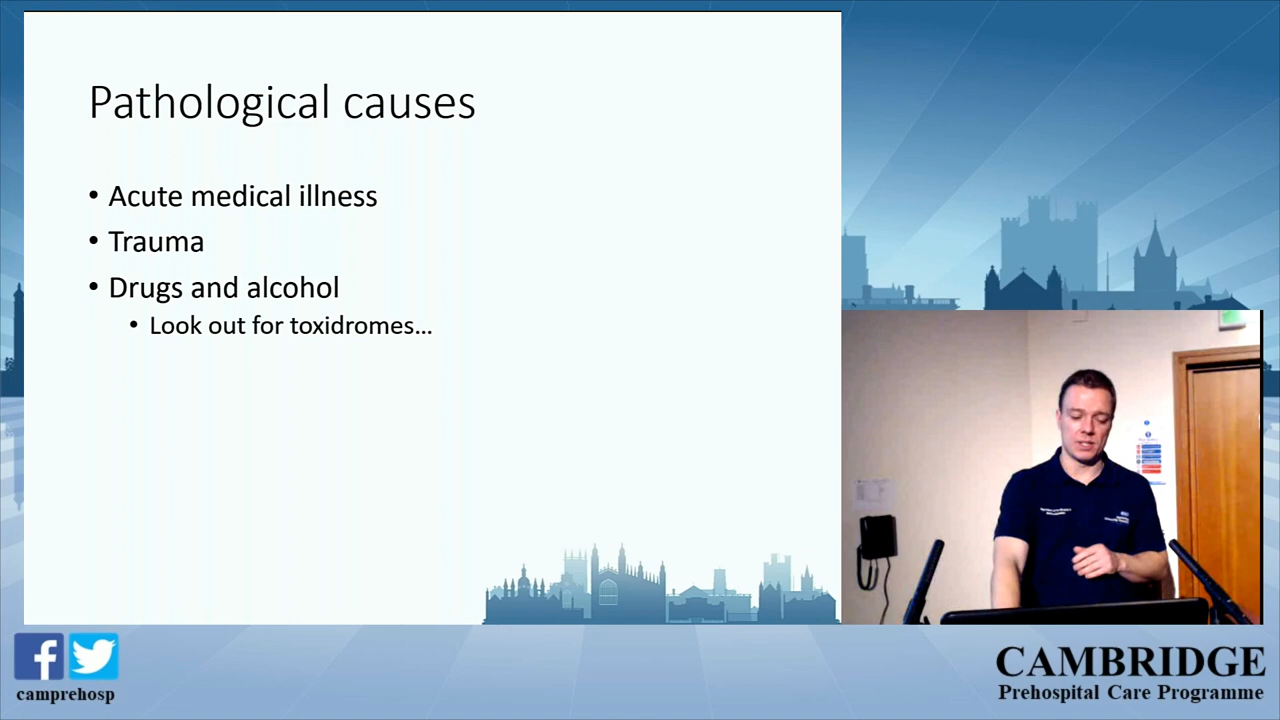 Pathological causes
• Acute medical illness
• Trauma
• Drugs and alcohol
• Look out for toxidromes...
camprehosp
CAMBRIDGE
Prehospital Care Programme